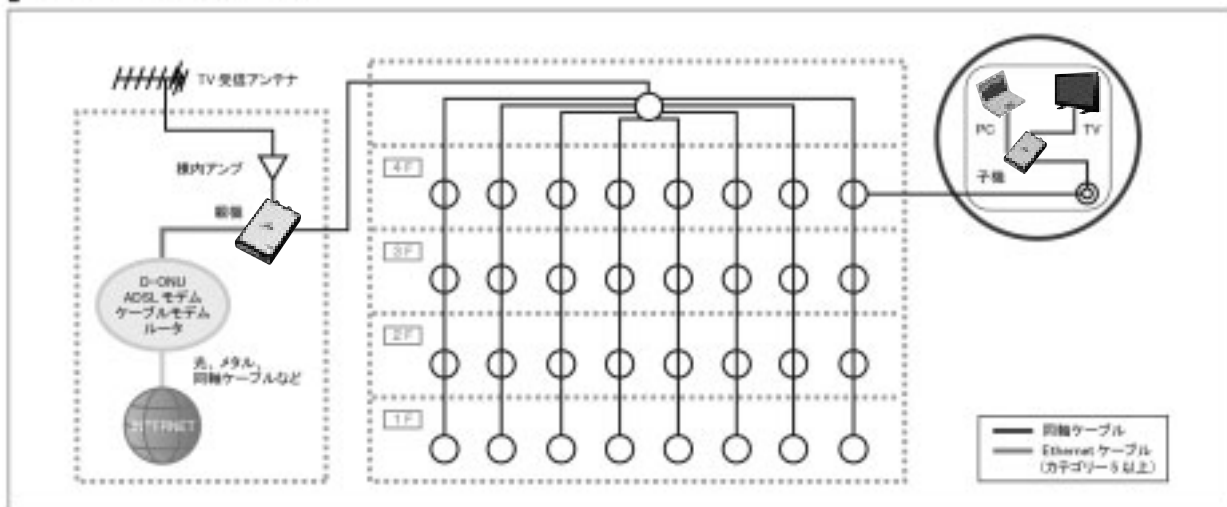 TV 受信アンテナ
棟内アンプ
親機
D-ONU
ADSL モデム
ケーブルモデム
ルータ
光、メタル、
同軸ケーブルなど
INTERNET
4F
3F
2F
1F
PC
TV
子機
同軸ケーブル
Ethernet ケーブル
(カテゴリー 5 以上)